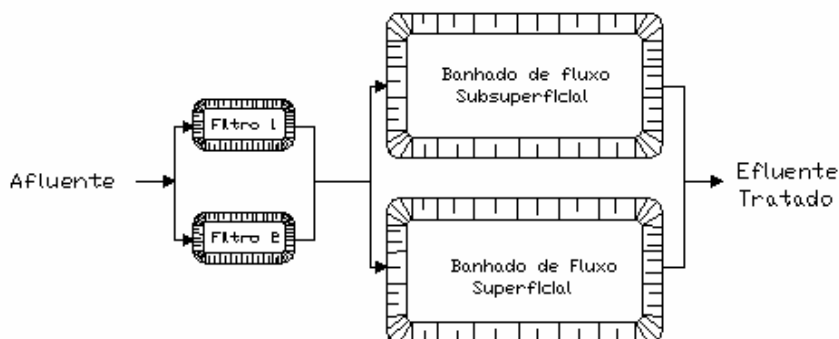 Afluente
Filtro 1
Filtro 2
Banhado de fluxo
Subsuperficial
Banhado de Fluxo
Superficial
Efluente
Tratado